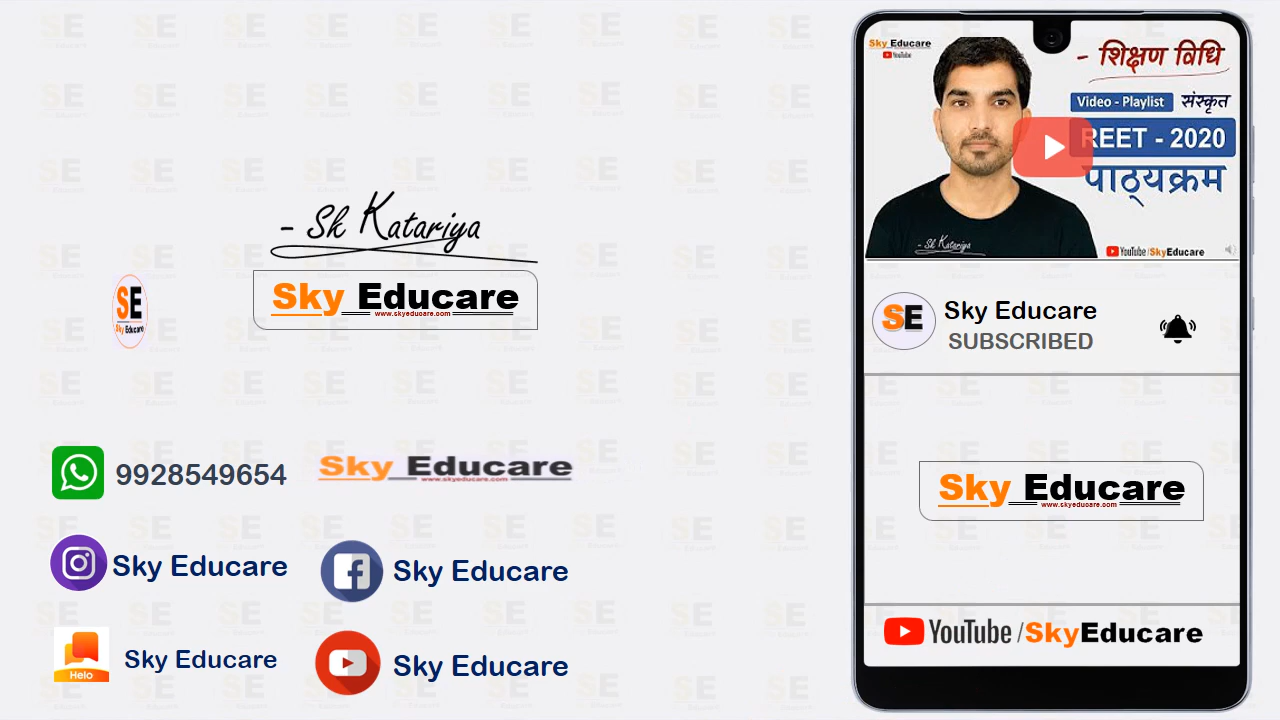 - Sk Katariya
Sky Educare
www.skyeducare.com
SE
Sky Educare
9928549654
Sky Educare
www.skyeducare.com
Sky Educare
Sky Educare
Helo
Sky Educare
Sky Educare
Sky Educare
YouTube
- शिक्षण विधि
Video - Playlist
संस्कृत
REET - 2020
पाठ्यक्रम
- Sk Katariya
YouTube/SkyEducare
SE
Sky Educare
SUBSCRIBED
Sky Educare
www.skyeducare.com
YouTube /SkyEducare